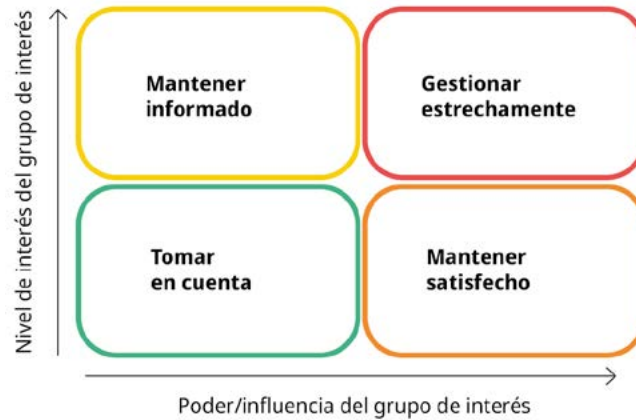 Nivel de interés del grupo de interés
Mantener
informado
Gestionar
estrechamente
Tomar
en cuenta
Mantener
satisfecho
Poder/influencia del grupo de interés